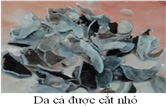 Da cá được cắt nhỏ